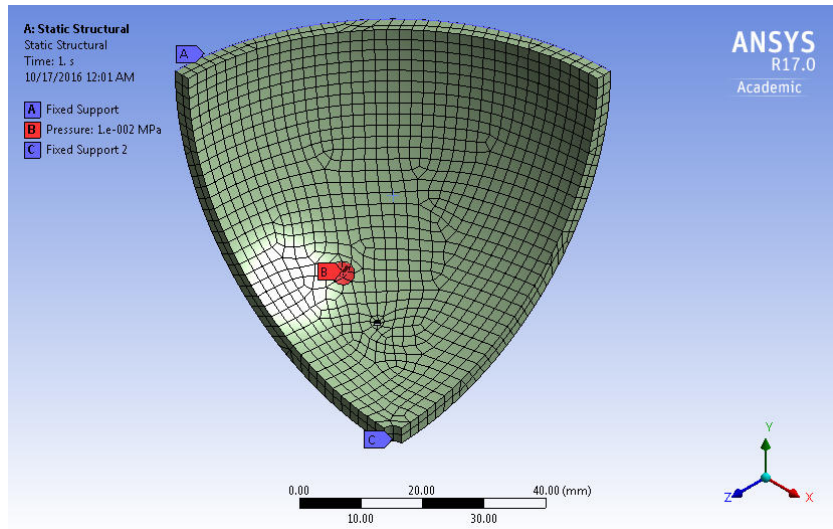 A: Static Structural
Static Structural
Time: 1. s
10/17/2016 12:01 AM
A Fixed Support
B Pressure: 1.e-002 MPa
C Fixed Support 2
A
ANSYS
R17.0
Academic
B
C
0.00 20.00 40.00 (mm)
10.00 30.00
Y
Z
X